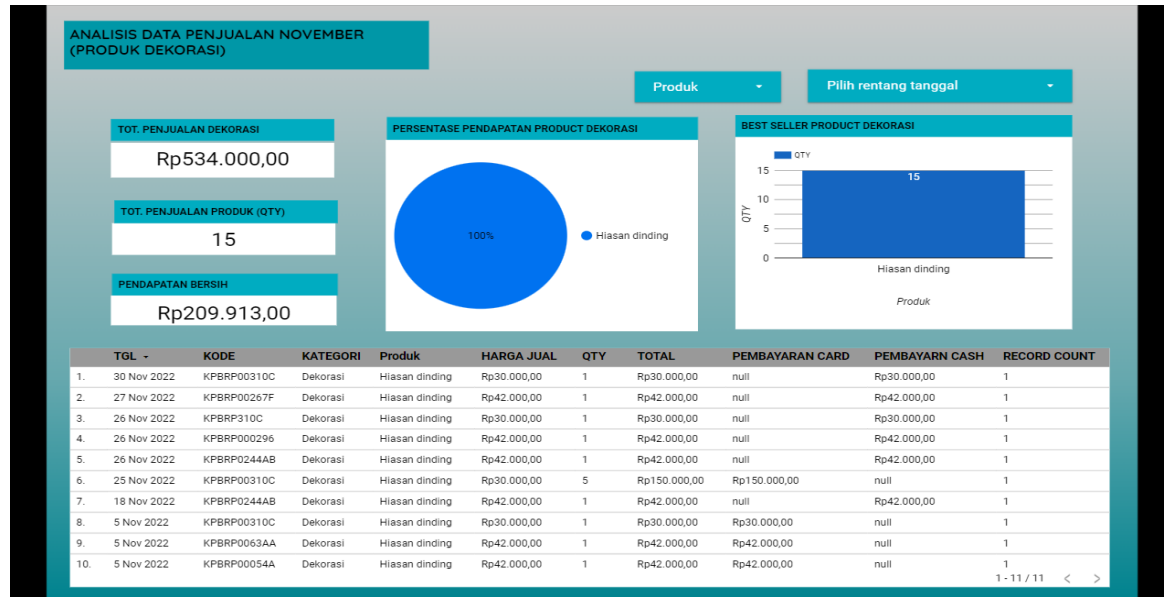 ANALISIS DATA PENJUALAN NOVEMBER
(PRODUK DEKORASI)
Produk
Pilih rentang tanggal
TOT. PENJUALAN DEKORASI
Rp534.000,00
TOT. PENJUALAN PRODUK (QTY)
15
PENDAPATAN BERSIH
Rp209.913,00
PERSENTASE PENDAPATAN PRODUCT DEKORASI
100%
Hiasan dinding
BEST SELLER PRODUCT DEKORASI
QTY
15
10
5
0
QTY
15
Hiasan dinding
Produk
TGL KODE KATEGORI Produk HARGA JUAL QTY TOTAL PEMBAYARAN CARD PEMBAYARN CASH RECORD COUNT
1. 30 Nov 2022 KPBRP00310C Dekorasi Hiasan dinding Rp30.000,00 1 Rp30.000,00 null Rp30.000,00 1
2. 27 Nov 2022 KPBRP00267F Dekorasi Hiasan dinding Rp42.000,00 1 Rp42.000,00 null Rp42.000,00 1
3. 26 Nov 2022 KPBRP310C Dekorasi Hiasan dinding Rp30.000,00 1 Rp30.000,00 null Rp30.000,00 1
4. 26 Nov 2022 KPBRP000296 Dekorasi Hiasan dinding Rp42.000,00 1 Rp42.000,00 null Rp42.000,00 1
5. 26 Nov 2022 KPBRP0244AB Dekorasi Hiasan dinding Rp42.000,00 1 Rp42.000,00 null Rp42.000,00 1
6. 25 Nov 2022 KPBRP00310C Dekorasi Hiasan dinding Rp30.000,00 5 Rp150.000,00 Rp150.000,00 null 1
7. 18 Nov 2022 KPBRP0244AB Dekorasi Hiasan dinding Rp42.000,00 1 Rp42.000,00 null Rp42.000,00 1
8. 5 Nov 2022 KPBRP00310C Dekorasi Hiasan dinding Rp30.000,00 1 Rp30.000,00 Rp30.000,00 null 1
9. 5 Nov 2022 KPBRP0063AA Dekorasi Hiasan dinding Rp42.000,00 1 Rp42.000,00 Rp42.000,00 null 1
10. 5 Nov 2022 KPBRP00054A Dekorasi Hiasan dinding Rp42.000,00 1 Rp42.000,00 Rp42.000,00 null 1
1 - 11 / 11 < >